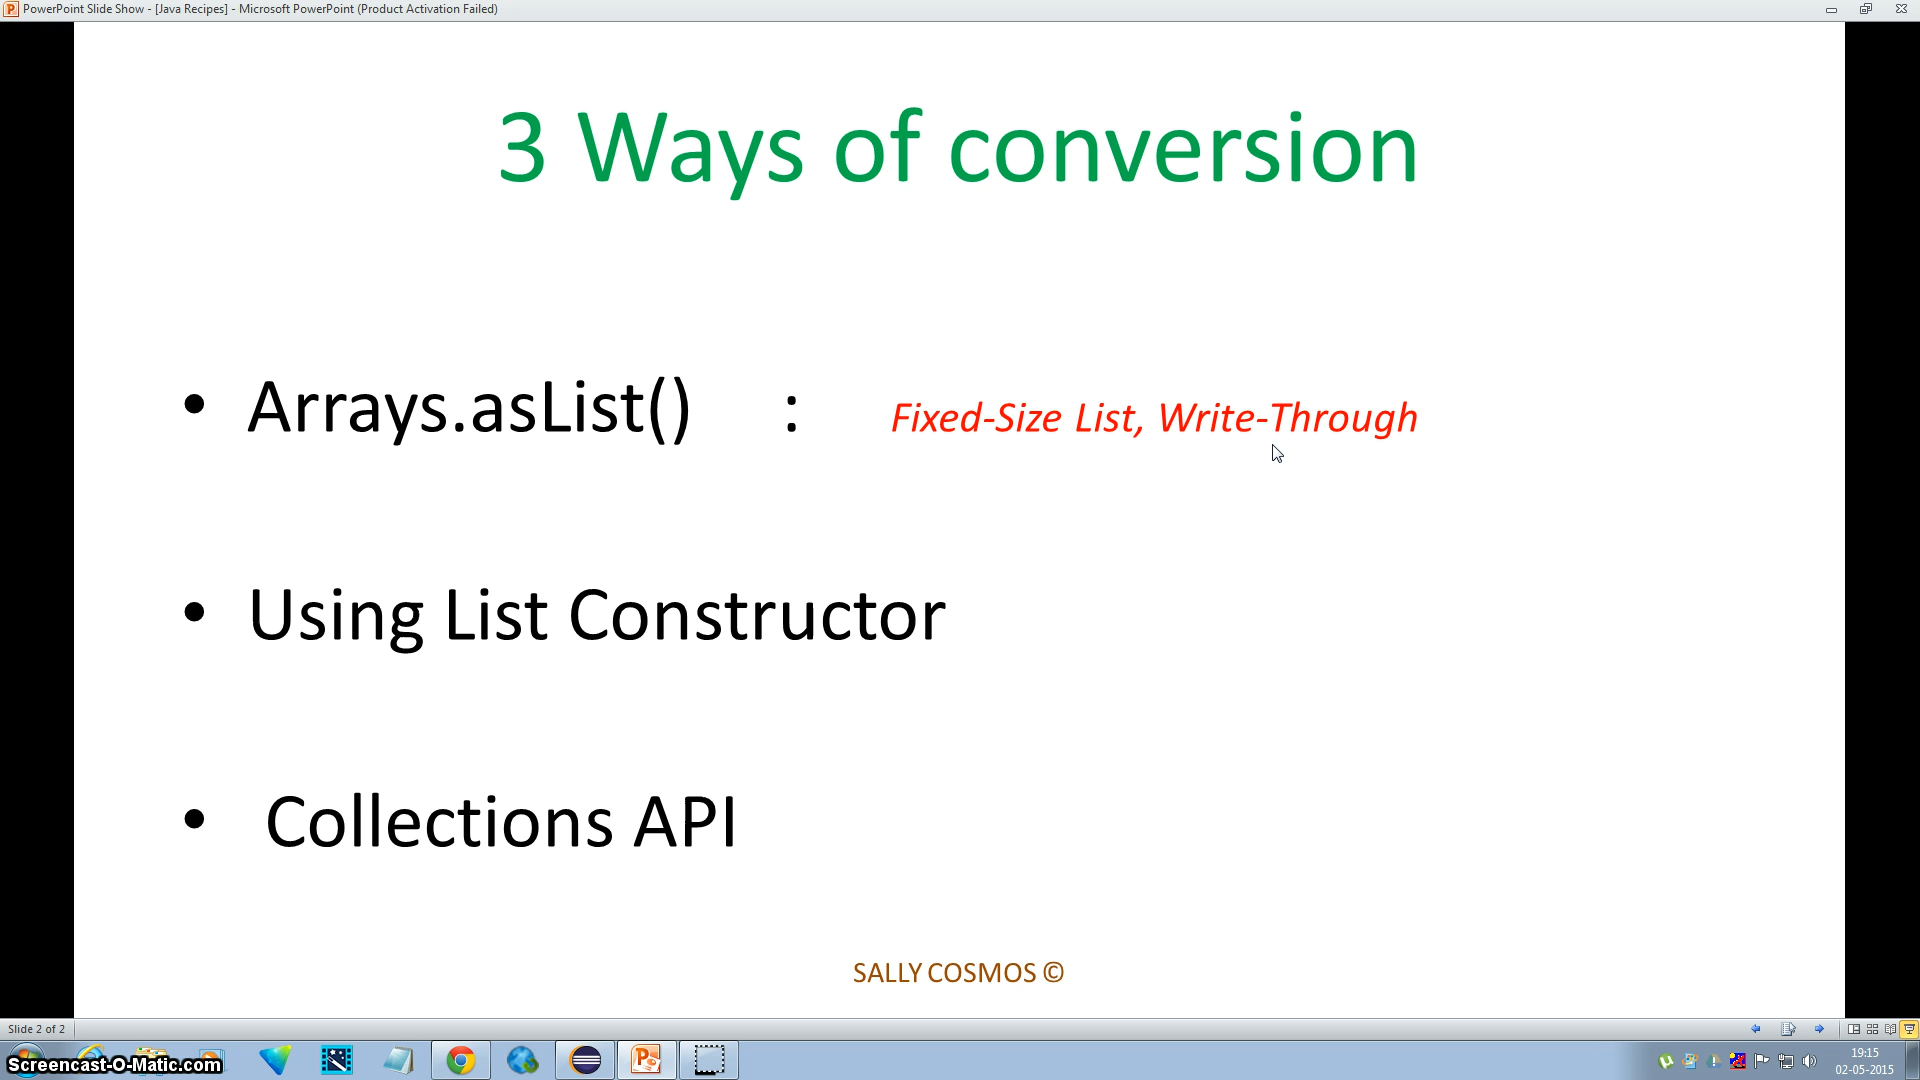 PowerPoint Slide Show - [Java Recipes] - Microsoft PowerPoint (Product Activation Failed)
3 Ways of conversion
• Arrays.asList() : Fixed-Size List, Write-Through
• Using List Constructor
• Collections API
SALLY COSMOS ©
Slide 2 of 2
Screencast-O-Matic.com
19:15
02-05-2015